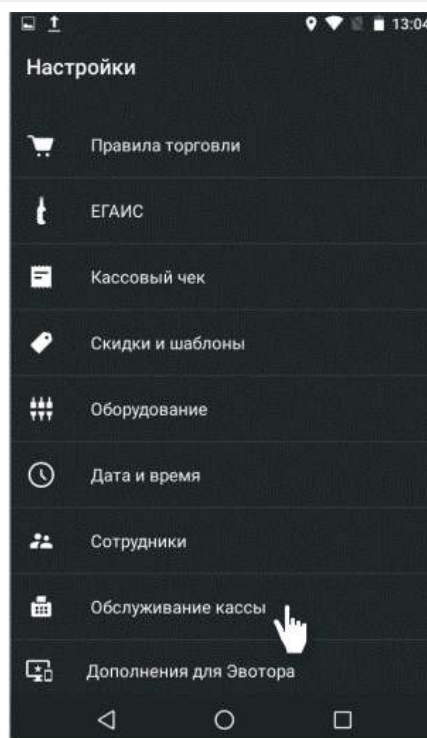 13:04
Настройки
Правила торговли
ЕГАИС
Кассовый чек
Скидки и шаблоны
Оборудование
Дата и время
Сотрудники
Обслуживание кассы
Дополнения для Эвотора